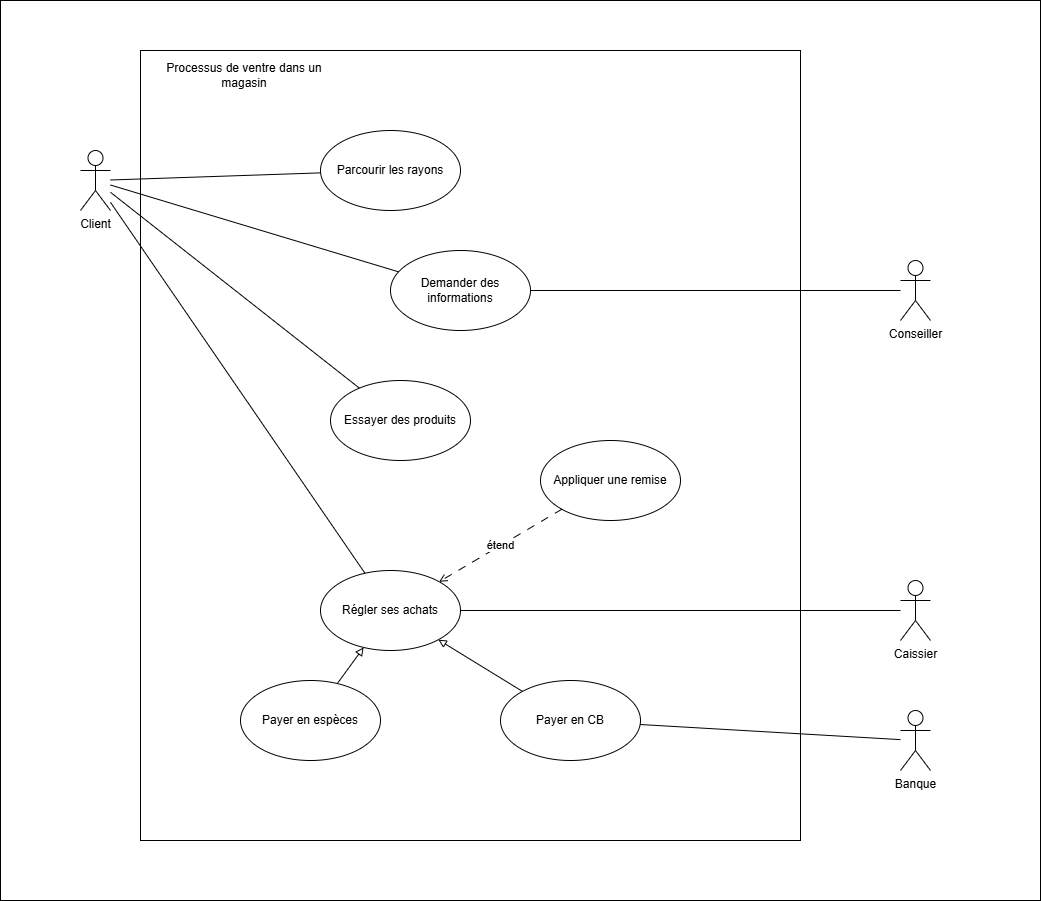 Processus de ventre dans un
magasin
Parcourir les rayons
Client
Demander des
informations
Conseiller
Essayer des produits
Appliquer une remise
étend
Régler ses achats
Caissier
Payer en espèces
Payer en CB
Banque